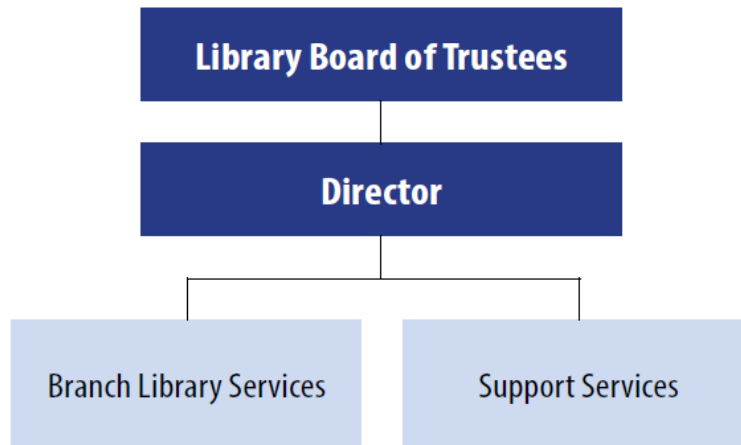 Library Board of Trustees
Director
Branch Library Services
Support Services